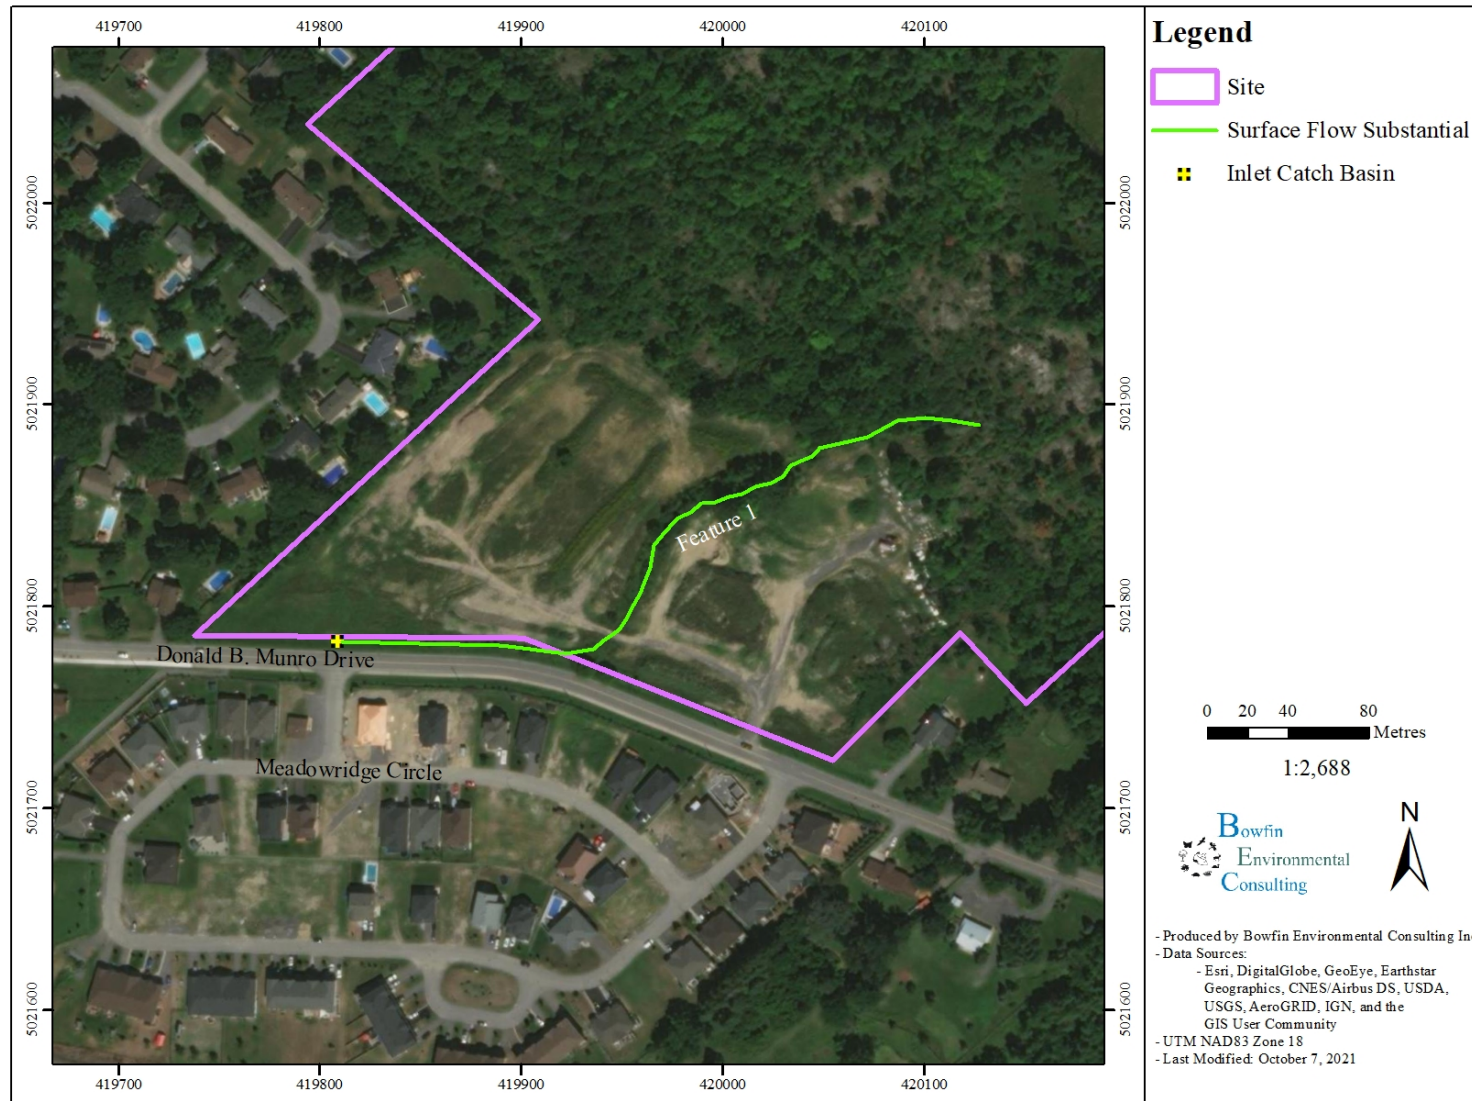 419700 419800 419900 420000 420100
Legend
Site
Surface Flow Substantial
Inlet Catch Basin
5022000 5022000
5021900 5021900
Feature 1
5021800 5021800
Donald B. Munro Drive
Meadowridge Circle
5021700 5021700
0 20 40 80
Metres
1:2,688
N
Bowfin
Environmental
Consulting
5021600 5021600
- Produced by Bowfin Environmental Consulting Inc
- Data Sources:
- Esri, DigitalGlobe, GeoEye, Earthstar
Geographics, CNES/Airbus DS, USDA,
USGS, AeroGRID, IGN, and the
GIS User Community
- UTM NAD83 Zone 18
- Last Modified: October 7, 2021
419700 419800 419900 420000 420100